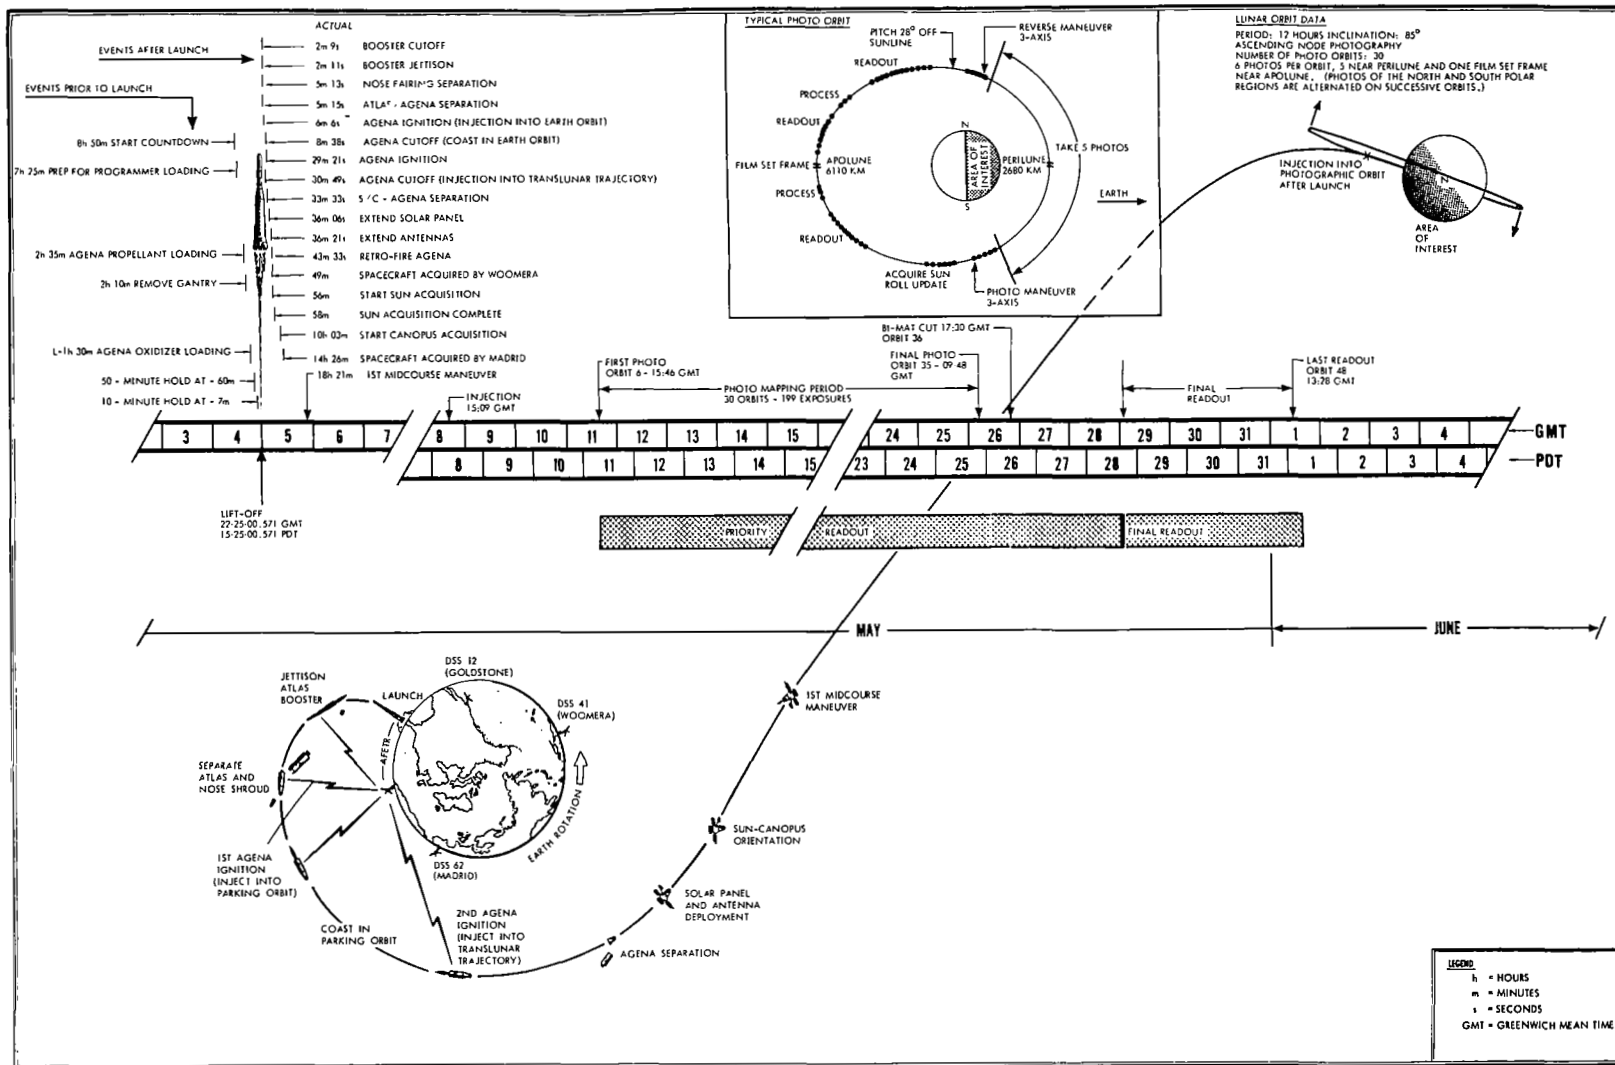 ACTUAL
EVENTS AFTER LAUNCH
2m 9s BOOSTER CUTOFF
2m 11s BOOSTER JETTISON
5m 13s NOSE FAIRING SEPARATION
5m 15s ATLAS - AGENA SEPARATION
6m 6s AGENA IGNITION (INJECTION INTO EARTH ORBIT)
8m 38s AGENA CUTOFF (COAST IN EARTH ORBIT)
29m 21s AGENA IGNITION
30m 49s AGENA CUTOFF (INJECTION INTO TRANSLUNAR TRAJECTORY)
33m 33s S/C - AGENA SEPARATION
36m 06s EXTEND SOLAR PANEL
36m 21s EXTEND ANTENNAS
43m 33s RETRO-FIRE AGENA
49m SPACECRAFT ACQUIRED BY WOOMERA
56m START SUN ACQUISITION
58m SUN ACQUISITION COMPLETE
10h 03m START CANOPUS ACQUISITION
14h 26m SPACECRAFT ACQUIRED BY MADRID
18h 21m 1ST MIDCOURSE MANEUVER
EVENTS PRIOR TO LAUNCH
8h 50m START COUNTDOWN
7h 25m PREP FOR PROGRAMMER LOADING
2h 35m AGENA PROPELLANT LOADING
2h 10m REMOVE GANTRY
L-1h 30m AGENA OXIDIZER LOADING
50 - MINUTE HOLD AT - 60m
10 - MINUTE HOLD AT - 7m
TYPICAL PHOTO ORBIT
PITCH 28° OFF
SUNLINE
REVERSE MANEUVER
3-AXIS
READOUT
PROCESS
READOUT
FILM SET FRAME
APOLUNE
6110 KM
N
AREA OF
INTEREST
S
PERILUNE
2680 KM
TAKE 5 PHOTOS
EARTH
PROCESS
READOUT
ACQUIRE SUN
ROLL UPDATE
PHOTO MANEUVER
3-AXIS
LUNAR ORBIT DATA
PERIOD: 12 HOURS INCLINATION: 85°
ASCENDING NODE PHOTOGRAPHY
NUMBER OF PHOTO ORBITS: 30
6 PHOTOS PER ORBIT, 5 NEAR PERILUNE AND ONE FILM SET FRAME
NEAR APOLUNE. (PHOTOS OF THE NORTH AND SOUTH POLAR
REGIONS ARE ALTERNATED ON SUCCESSIVE ORBITS.)
INJECTION INTO
PHOTOGRAPHIC ORBIT
AFTER LAUNCH
N
AREA
OF
INTEREST
INJECTION
15:09 GMT
FIRST PHOTO
ORBIT 6 - 15:46 GMT
PHOTO MAPPING PERIOD
30 ORBITS - 199 EXPOSURES
BI-MAT CUT 17:30 GMT
ORBIT 36
FINAL PHOTO
ORBIT 35 - 09:48
GMT
FINAL
READOUT
LAST READOUT
ORBIT 48
13:28 GMT
3 4 5 6 7 8 9 10 11 12 13 14 15 24 25 26 27 28 29 30 31 1 2 3 4 GMT
8 9 10 11 12 13 14 15 23 24 25 26 27 28 29 30 31 1 2 3 4 PDT
LIFT-OFF
22-25-00.571 GMT
15-25-00.571 PDT
PRIORITY READOUT FINAL READOUT
MAY JUNE
JETTISON
ATLAS
BOOSTER
LAUNCH
AFETR
DSS 12
(GOLDSTONE)
DSS 41
(WOOMERA)
DSS 62
(MADRID)
EARTH ROTATION
SEPARATE
ATLAS AND
NOSE SHROUD
1ST AGENA
IGNITION
(INJECT INTO
PARKING ORBIT)
COAST IN
PARKING ORBIT
2ND AGENA
IGNITION
(INJECT INTO
TRANSLUNAR
TRAJECTORY)
AGENA SEPARATION
SOLAR PANEL
AND ANTENNA
DEPLOYMENT
SUN-CANOPUS
ORIENTATION
1ST MIDCOURSE
MANEUVER
LEGEND
h = HOURS
m = MINUTES
s = SECONDS
GMT = GREENWICH MEAN TIME